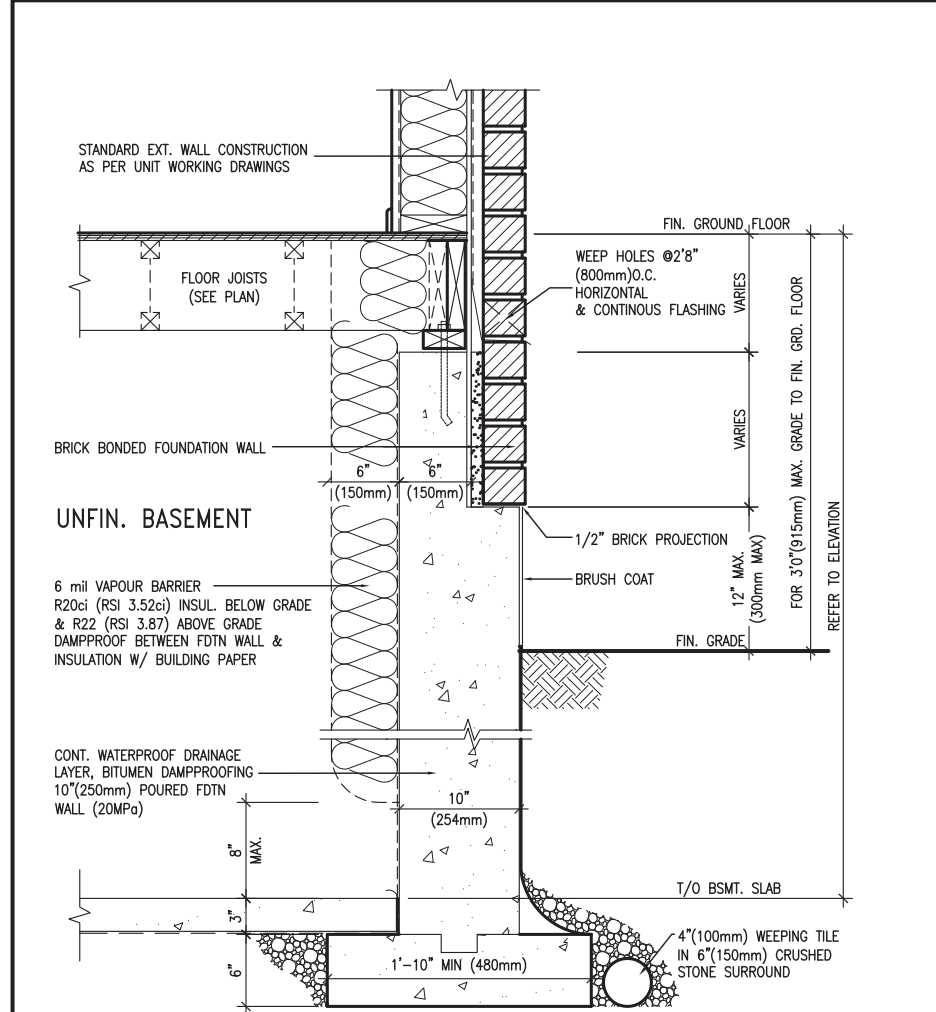 STANDARD EXT. WALL CONSTRUCTION
AS PER UNIT WORKING DRAWINGS
FIN. GROUND FLOOR
FLOOR JOISTS
(SEE PLAN)
WEEP HOLES @2'8"
(800mm)O.C.
HORIZONTAL
& CONTINOUS FLASHING
VARIES
VARIES
FOR 3'0"(915mm) MAX. GRADE TO FIN. GRD. FLOOR
REFER TO ELEVATION
BRICK BONDED FOUNDATION WALL
6"
(150mm)
6"
(150mm)
UNFIN. BASEMENT
1/2" BRICK PROJECTION
BRUSH COAT
12" MAX.
(300mm MAX)
6 mil VAPOUR BARRIER
R20ci (RSI 3.52ci) INSUL. BELOW GRADE
& R22 (RSI 3.87) ABOVE GRADE
DAMPPROOF BETWEEN FDTN WALL &
INSULATION W/ BUILDING PAPER
FIN. GRADE
CONT. WATERPROOF DRAINAGE
LAYER, BITUMEN DAMPPROOFING
10"(250mm) POURED FDTN
WALL (20MPa)
10"
(254mm)
8"
MAX.
T/O BSMT. SLAB
3"
6"
1'-10" MIN (480mm)
4"(100mm) WEEPING TILE
IN 6"(150mm) CRUSHED
STONE SURROUND